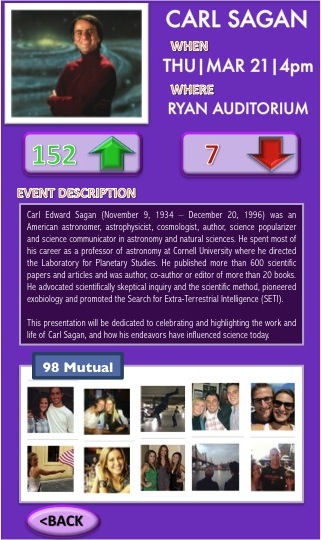 CARL SAGAN
WHEN
THU|MAR 21|4pm
WHERE
RYAN AUDITORIUM
152
7
EVENT DESCRIPTION
Carl Edward Sagan (November 9, 1934 – December 20, 1996) was an
American astronomer, astrophysicist, cosmologist, author, science popularizer
and science communicator in astronomy and natural sciences. He spent most of
his career as a professor of astronomy at Cornell University where he directed
the Laboratory for Planetary Studies. He published more than 600 scientific
papers and articles and was author, co-author or editor of more than 20 books.
He advocated scientifically skeptical inquiry and the scientific method, pioneered
exobiology and promoted the Search for Extra-Terrestrial Intelligence (SETI).
This presentation will be dedicated to celebrating and highlighting the work and
life of Carl Sagan, and how his endeavors have influenced science today.
98 Mutual
<BACK